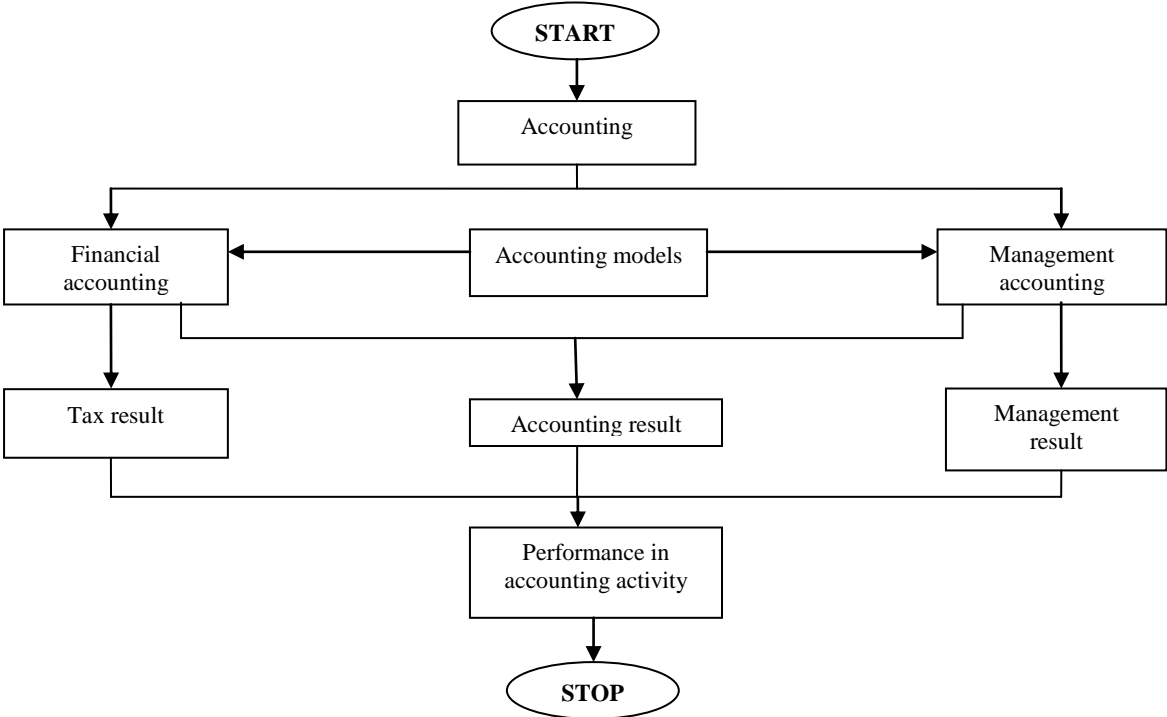 START
Accounting
Financial
accounting
Accounting models
Management
accounting
Tax result
Accounting result
Management
result
Performance in
accounting activity
STOP